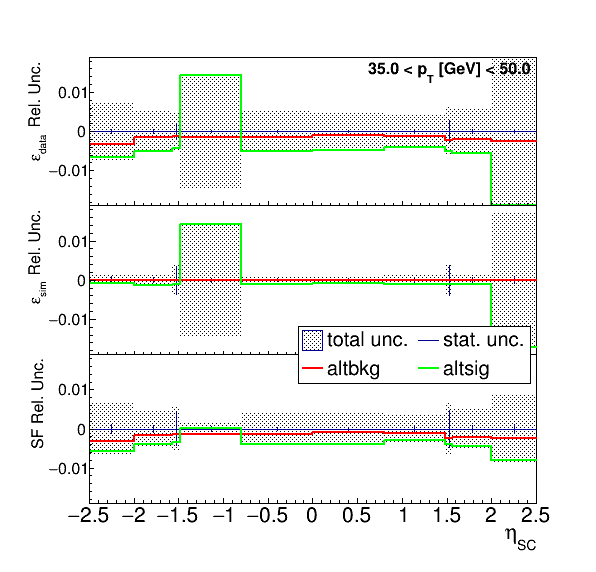 35.0 < p_T [GeV] < 50.0
ε_data Rel. Unc.
0.01
0
−0.01
ε_sim Rel. Unc.
0.01
0
−0.01
total unc. stat. unc.
altbkg altsig
SF Rel. Unc.
0.01
0
−0.01
−2.5 −2 −1.5 −1 −0.5 0 0.5 1 1.5 2 2.5
η_SC